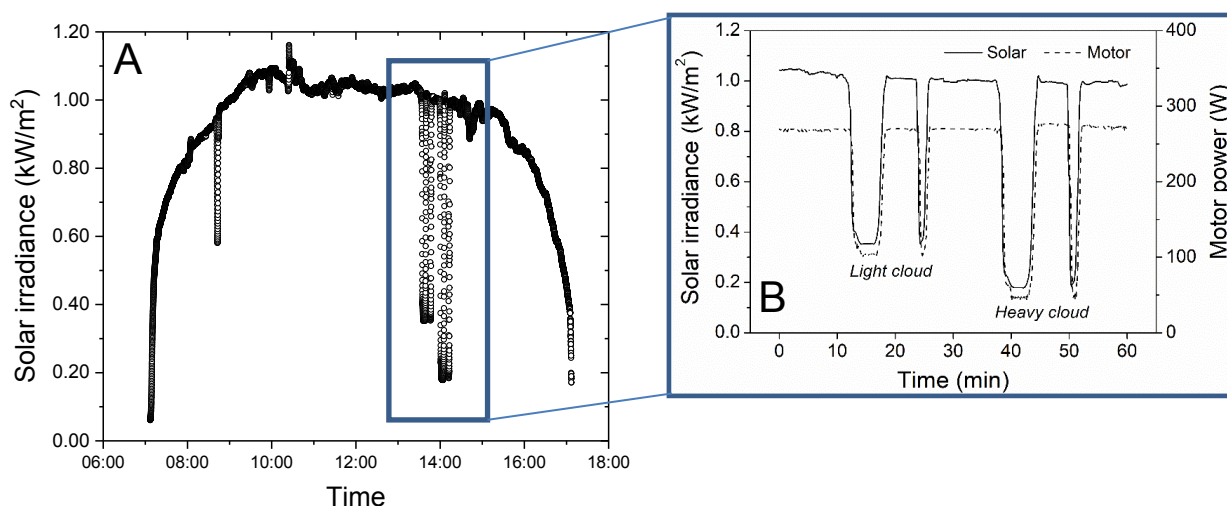 A
Solar irradiance (kW/m²)
1.20
1.00
0.80
0.60
0.40
0.20
0.00
06:00 08:00 10:00 12:00 14:00 16:00 18:00
Time
B
Solar irradiance (kW/m²)
1.2
1.0
0.8
0.6
0.4
0.2
0.0
Solar Motor
Light cloud
Heavy cloud
400
300
200
100
0
Motor power (W)
0 10 20 30 40 50 60
Time (min)